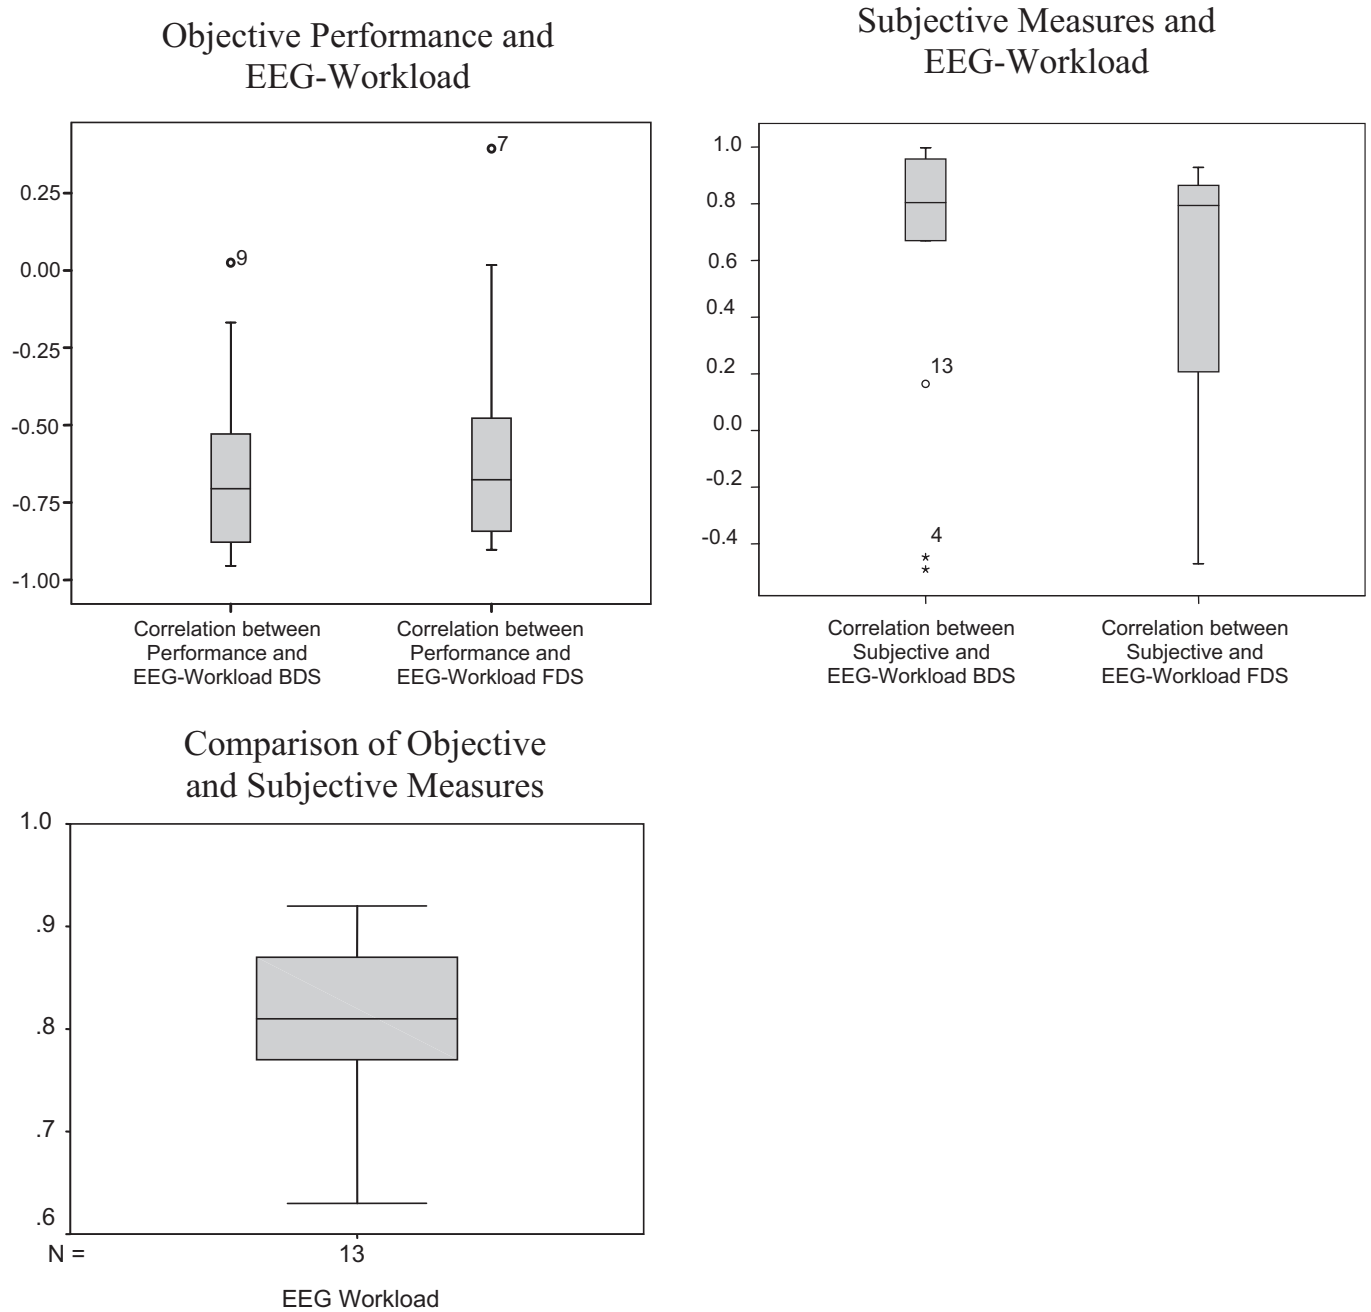 Objective Performance and
EEG-Workload
0.25
0.00
-0.25
-0.50
-0.75
-1.00
9
7
Correlation between
Performance and
EEG-Workload BDS
Correlation between
Performance and
EEG-Workload FDS
Subjective Measures and
EEG-Workload
1.0
0.8
0.6
0.4
0.2
0.0
-0.2
-0.4
13
4
*
*
Correlation between
Subjective and
EEG-Workload BDS
Correlation between
Subjective and
EEG-Workload FDS
Comparison of Objective
and Subjective Measures
1.0
.9
.8
.7
.6
N =
13
EEG Workload